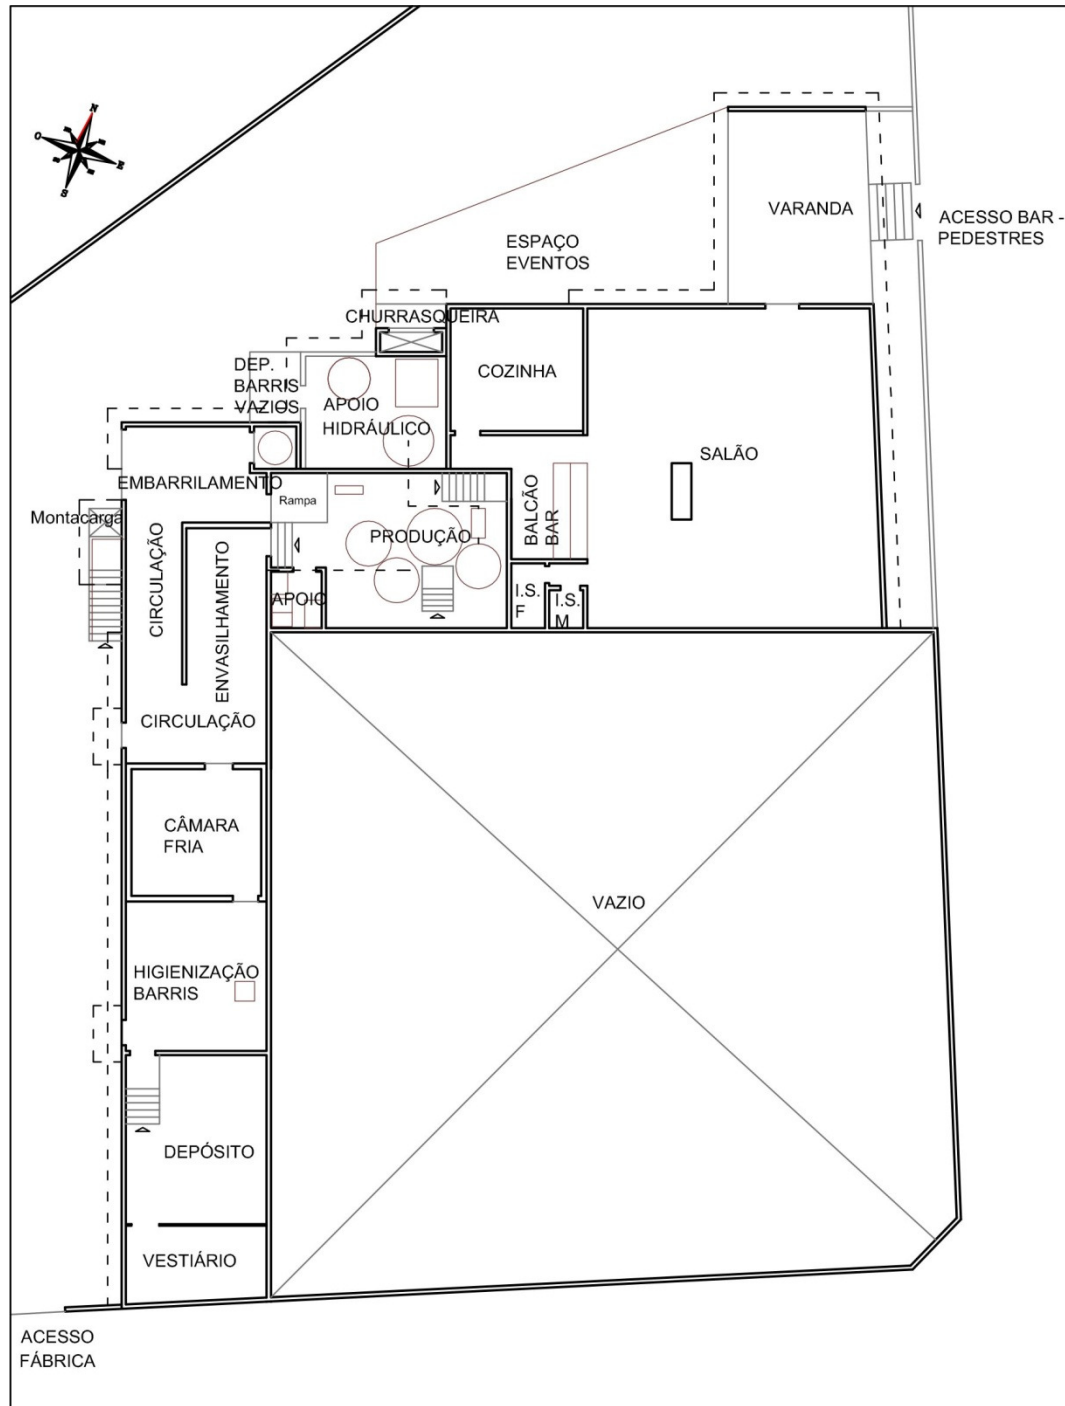 N
O
E
S
VARANDA
ACESSO BAR -
PEDESTRES
ESPAÇO
EVENTOS
CHURRASQUEIRA
DEP.
BARRIS
VAZIOS
COZINHA
APOIO
HIDRÁULICO
SALÃO
EMBARRILAMENTO
Rampa
Montacarga
CIRCULAÇÃO
ENVASILHAMENTO
PRODUÇÃO
BALCÃO
BAR
APOIO
I.S.
F
I.S.
M
CIRCULAÇÃO
CÂMARA
FRIA
VAZIO
HIGIENIZAÇÃO
BARRIS
DEPÓSITO
VESTIÁRIO
ACESSO
FÁBRICA